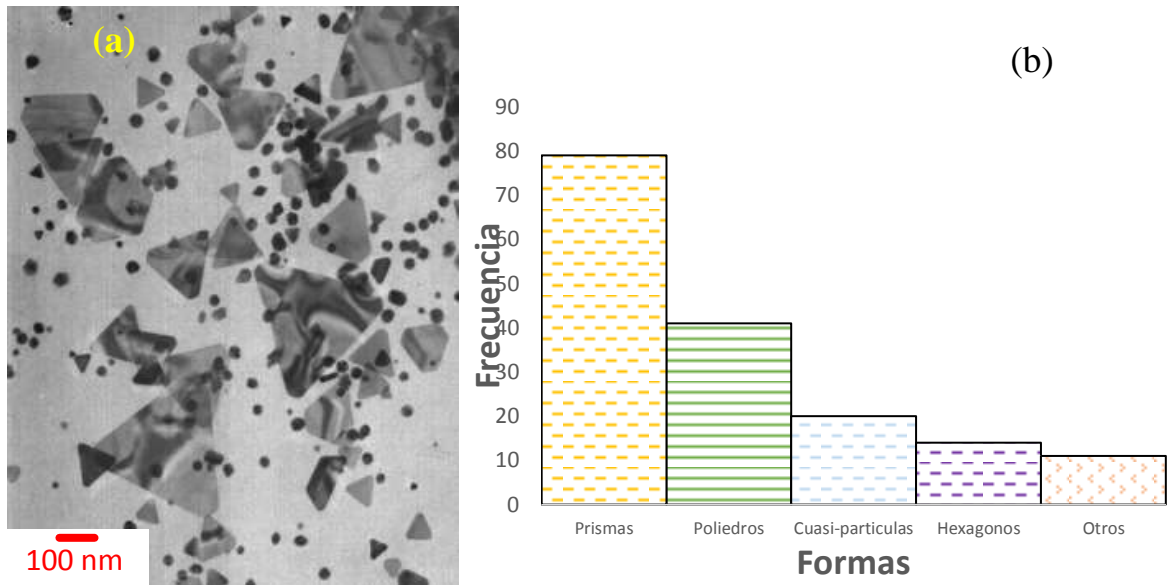 (a)
100 nm
(b)
Frecuencia
90
80
70
60
50
40
30
20
10
0
Prismas
Poliedros
Cuasi-particulas
Hexagonos
Otros
Formas